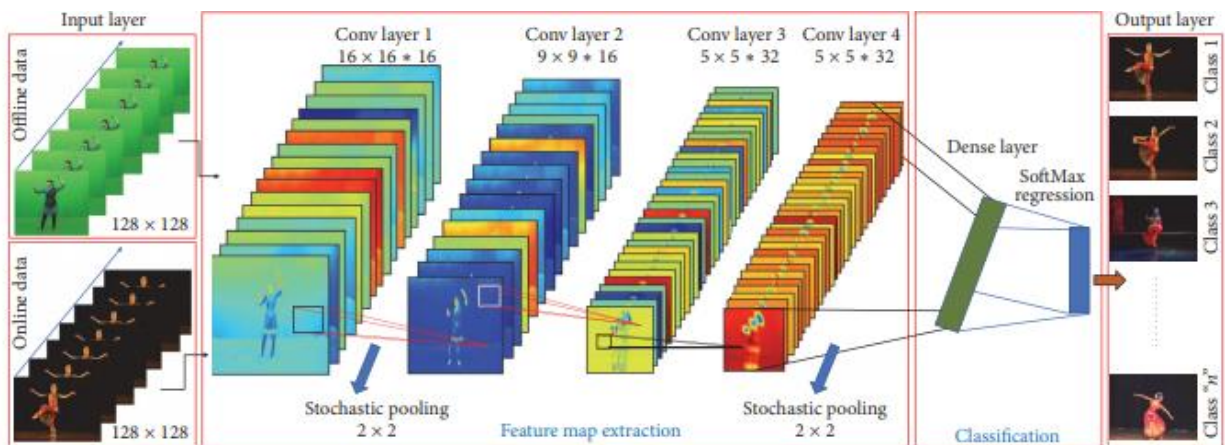 Input layer
Offline data
128 × 128
Online data
128 × 128
Conv layer 1
16 × 16 ∗ 16
Conv layer 2
9 × 9 ∗ 16
Conv layer 3
5 × 5 ∗ 32
Conv layer 4
5 × 5 ∗ 32
Stochastic pooling
2 × 2
Feature map extraction
Stochastic pooling
2 × 2
Dense layer
SoftMax
regression
Classification
Output layer
Class 1
Class 2
Class 3
Class “n”